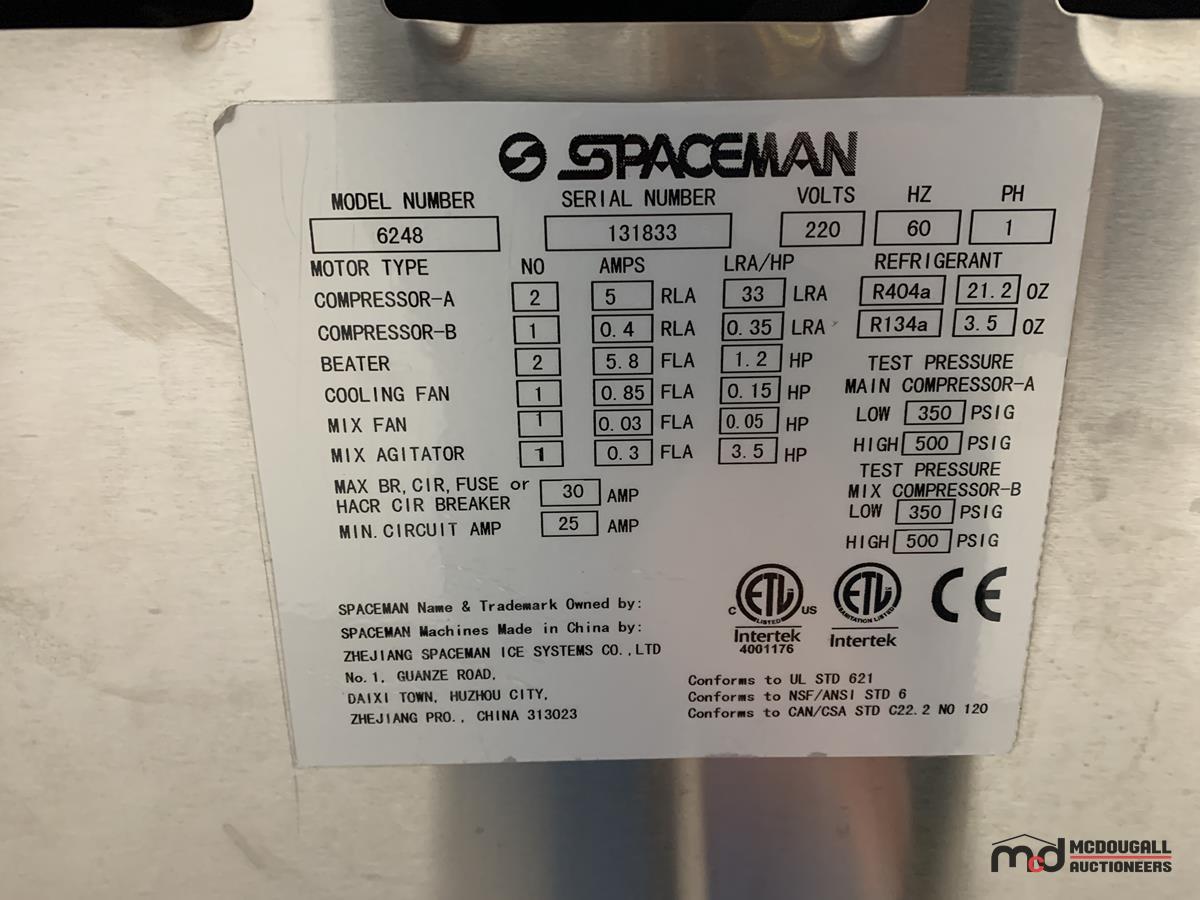 SPACEMAN
MODEL NUMBER SERIAL NUMBER VOLTS HZ PH
6248 131833 220 60 1
MOTOR TYPE NO AMPS LRA/HP REFRIGERANT
COMPRESSOR-A 2 5 RLA 33 LRA R404a 21.2 OZ
COMPRESSOR-B 1 0.4 RLA 0.35 LRA R134a 3.5 OZ
BEATER 2 5.8 FLA 1.2 HP TEST PRESSURE
COOLING FAN 1 0.85 FLA 0.15 HP MAIN COMPRESSOR-A
MIX FAN 1 0.03 FLA 0.05 HP LOW 350 PSIG
MIX AGITATOR 1 0.3 FLA 3.5 HP HIGH 500 PSIG
TEST PRESSURE
MAX BR, CIR, FUSE or MIX COMPRESSOR-B
HACR CIR BREAKER 30 AMP LOW 350 PSIG
MIN. CIRCUIT AMP 25 AMP HIGH 500 PSIG
ETL ETL CE
C LISTED US SANITATION LISTED
Intertek Intertek
4001176
SPACEMAN Name & Trademark Owned by:
SPACEMAN Machines Made in China by:
ZHEJIANG SPACEMAN ICE SYSTEMS CO.,LTD
No.1, GUANZE ROAD,
DAIXI TOWN, HUZHOU CITY,
ZHEJIANG PRO., CHINA 313023
Conforms to UL STD 621
Conforms to NSF/ANSI STD 6
Conforms to CAN/CSA STD C22.2 NO 120
mcd MCDOUGALL
AUCTIONEERS